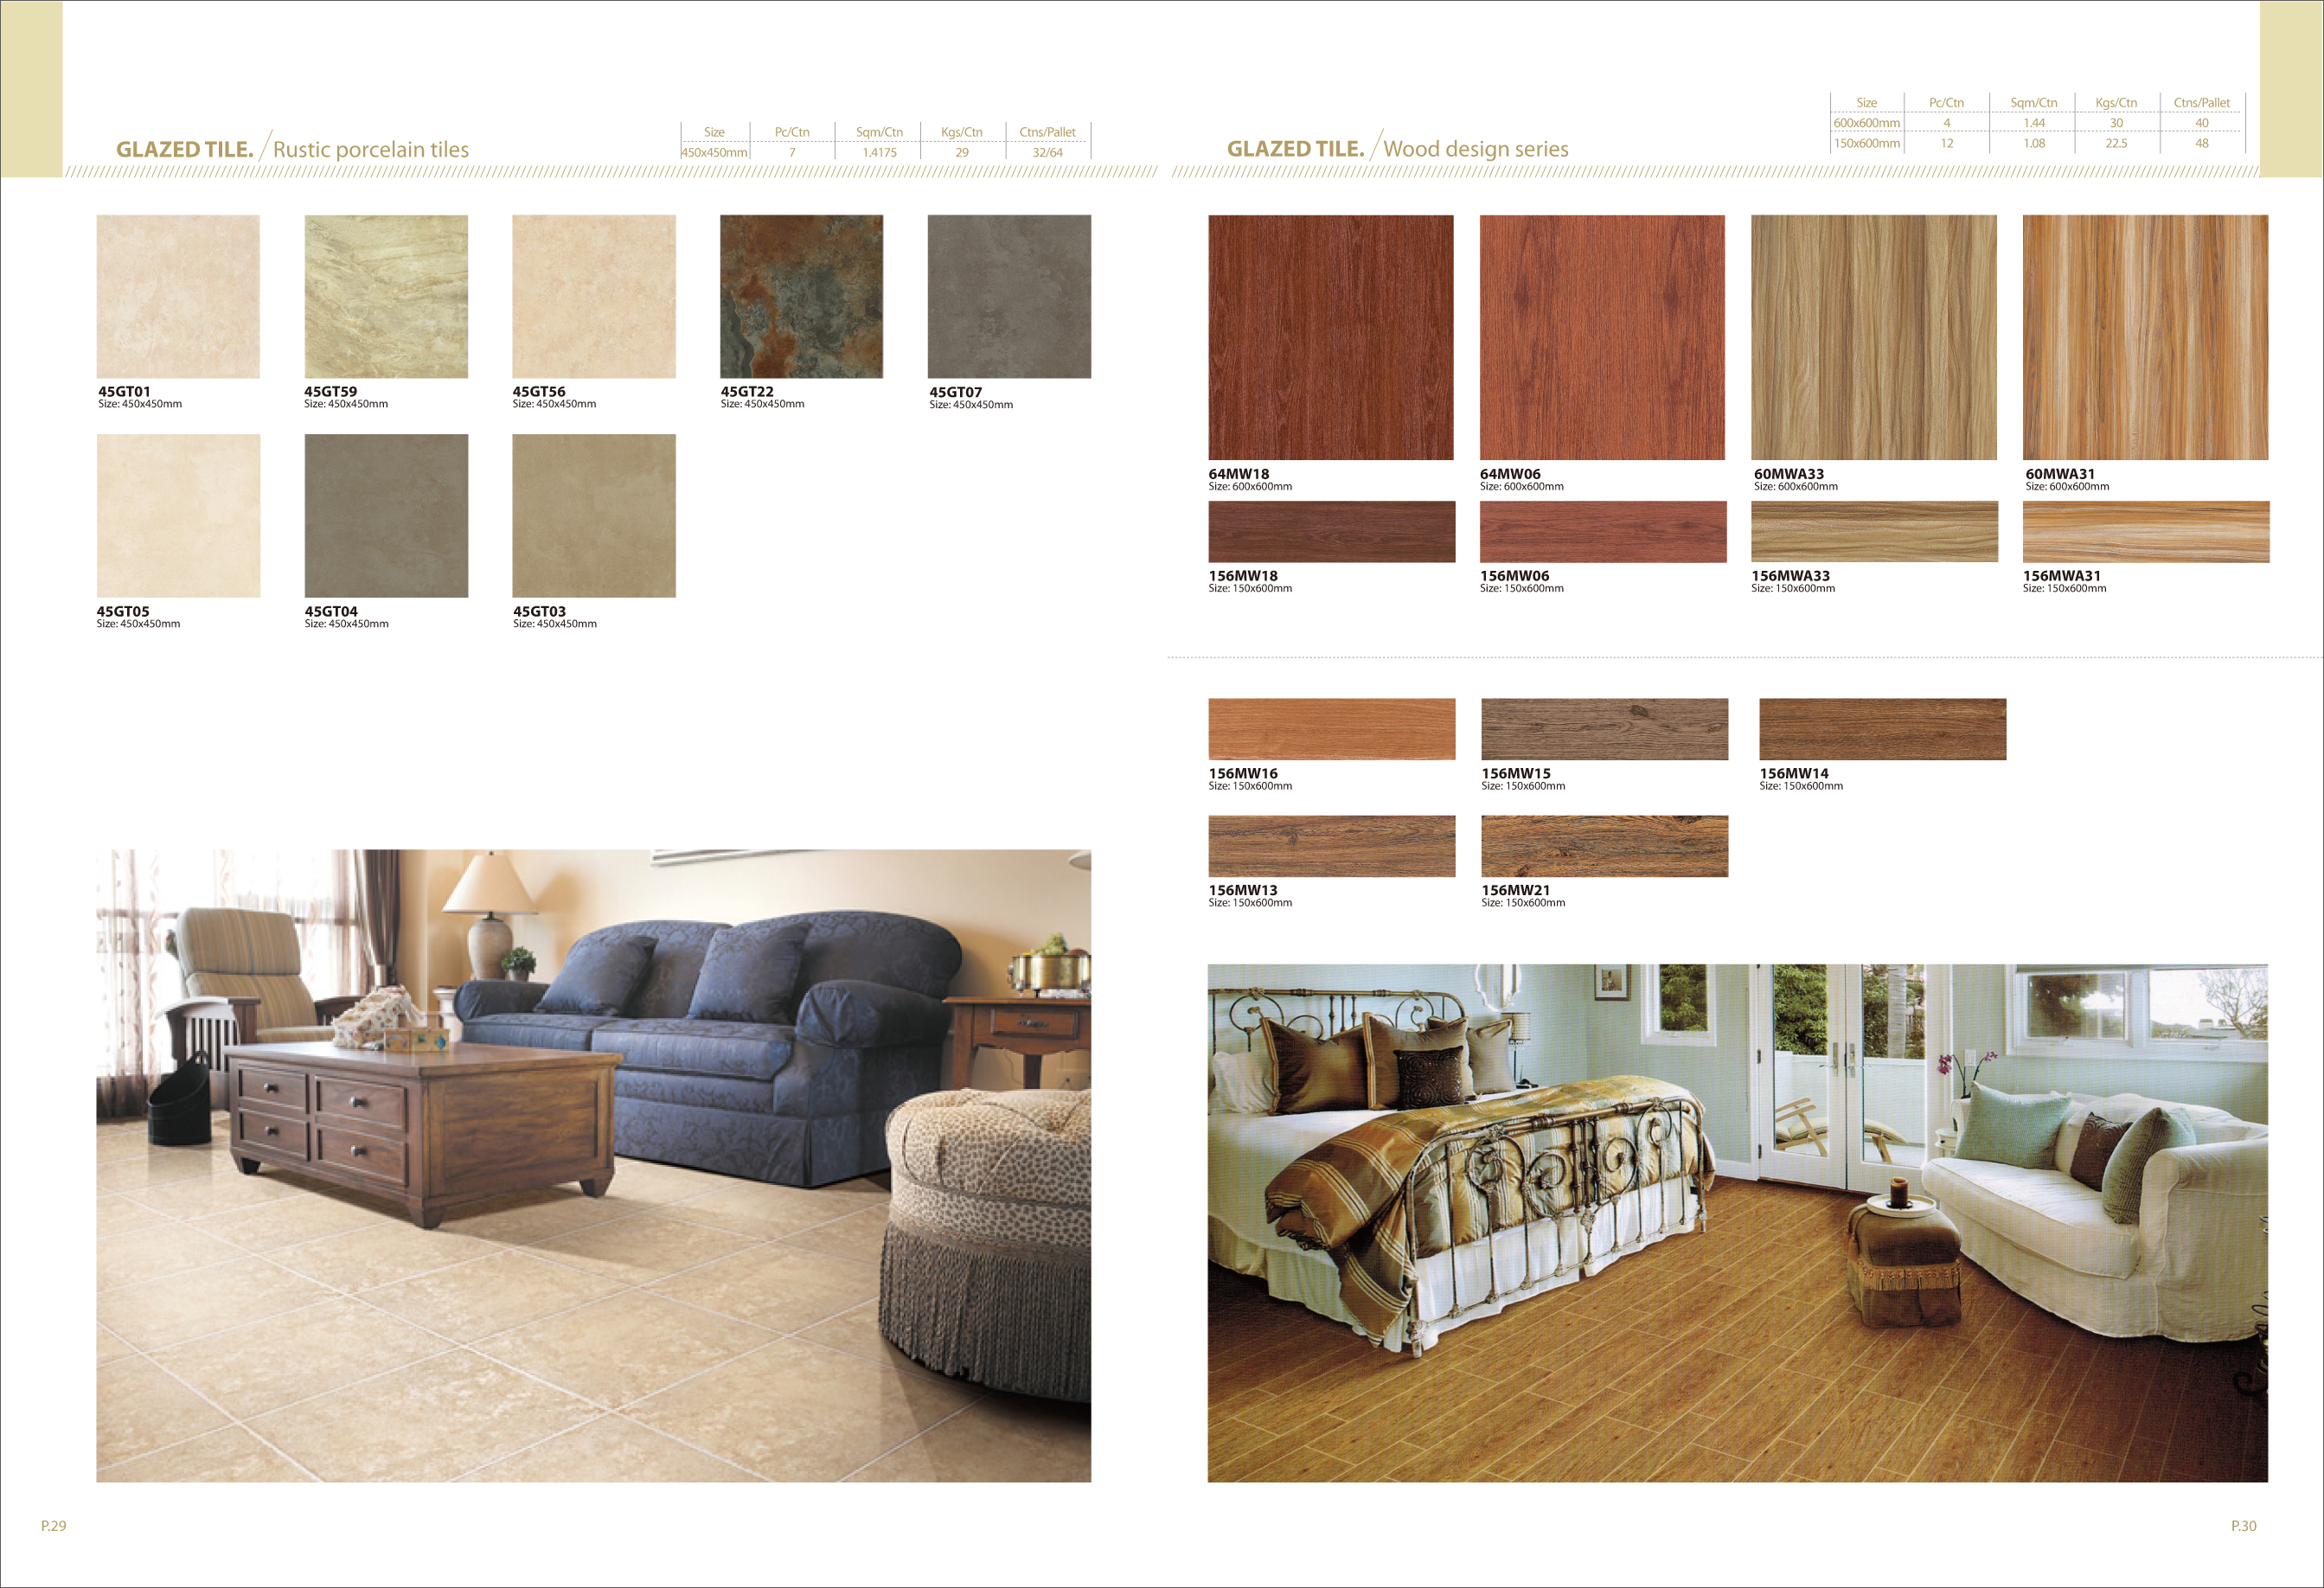 GLAZED TILE. / Rustic porcelain tiles
Size Pc/Ctn Sqm/Ctn Kgs/Ctn Ctns/Pallet
450x450mm 7 1.4175 29 32/64
45GT01 45GT59 45GT56 45GT22 45GT07
Size: 450x450mm Size: 450x450mm Size: 450x450mm Size: 450x450mm Size: 450x450mm
45GT05 45GT04 45GT03
Size: 450x450mm Size: 450x450mm Size: 450x450mm
P.29
GLAZED TILE. / Wood design series
Size Pc/Ctn Sqm/Ctn Kgs/Ctn Ctns/Pallet
600x600mm 4 1.44 30 40
150x600mm 12 1.08 22.5 48
64MW18 64MW06 60MWA33 60MWA31
Size: 600x600mm Size: 600x600mm Size: 600x600mm Size: 600x600mm
156MW18 156MW06 156MWA33 156MWA31
Size: 150x600mm Size: 150x600mm Size: 150x600mm Size: 150x600mm
156MW16 156MW15 156MW14
Size: 150x600mm Size: 150x600mm Size: 150x600mm
156MW13 156MW21
Size: 150x600mm Size: 150x600mm
P.30